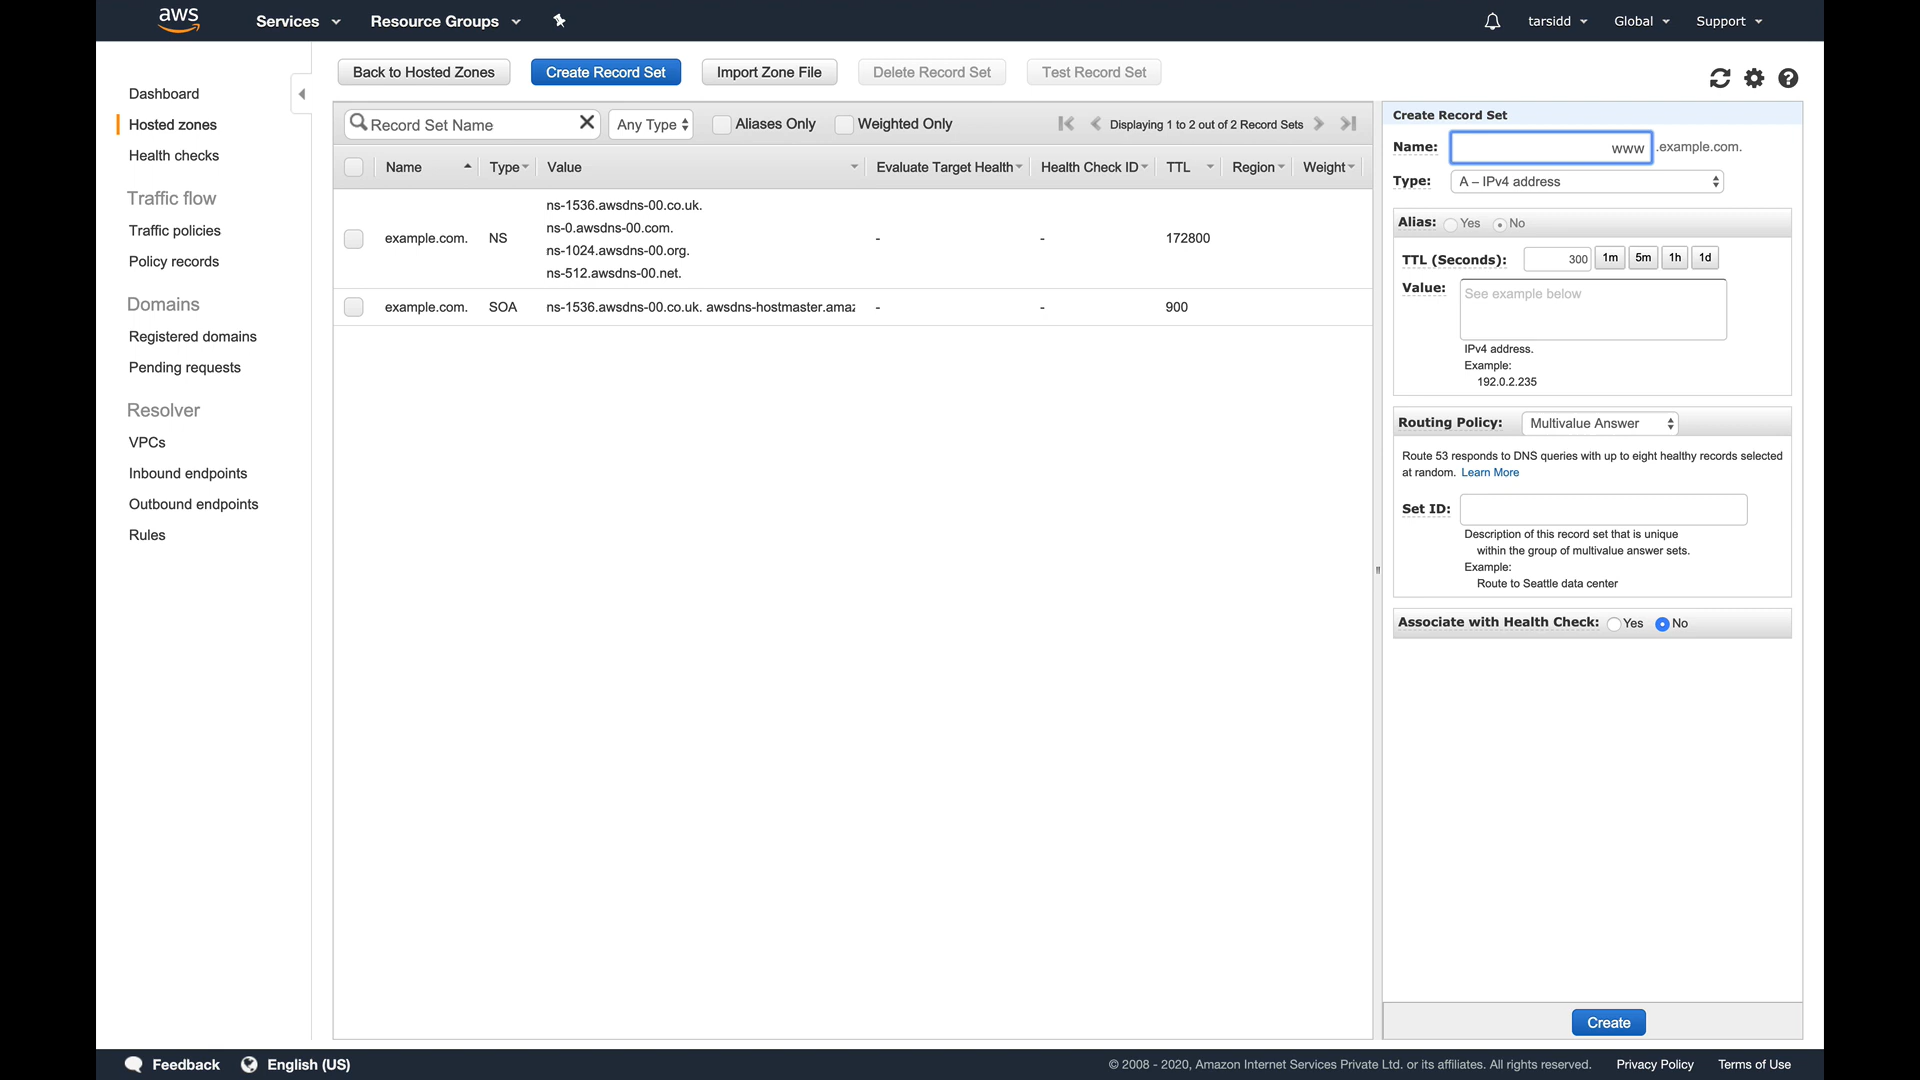 aws
Services
Resource Groups
tarsidd
Global
Support
Dashboard
Hosted zones
Health checks
Traffic flow
Traffic policies
Policy records
Domains
Registered domains
Pending requests
Resolver
VPCs
Inbound endpoints
Outbound endpoints
Rules
Back to Hosted Zones
Create Record Set
Import Zone File
Delete Record Set
Test Record Set
Record Set Name
Any Type
Aliases Only
Weighted Only
Displaying 1 to 2 out of 2 Record Sets
Name Type Value Evaluate Target Health Health Check ID TTL Region Weight
example.com. NS
ns-1536.awsdns-00.co.uk.
ns-0.awsdns-00.com.
ns-1024.awsdns-00.org.
ns-512.awsdns-00.net.
- - 172800
example.com. SOA ns-1536.awsdns-00.co.uk. awsdns-hostmaster.amaz - - 900
Create Record Set
Name: www .example.com.
Type: A – IPv4 address
Alias: Yes No
TTL (Seconds): 300 1m 5m 1h 1d
Value: See example below
IPv4 address.
Example:
192.0.2.235
Routing Policy: Multivalue Answer
Route 53 responds to DNS queries with up to eight healthy records selected
at random. Learn More
Set ID:
Description of this record set that is unique
within the group of multivalue answer sets.
Example:
Route to Seattle data center
Associate with Health Check: Yes No
Create
Feedback
English (US)
© 2008 - 2020, Amazon Internet Services Private Ltd. or its affiliates. All rights reserved.
Privacy Policy
Terms of Use